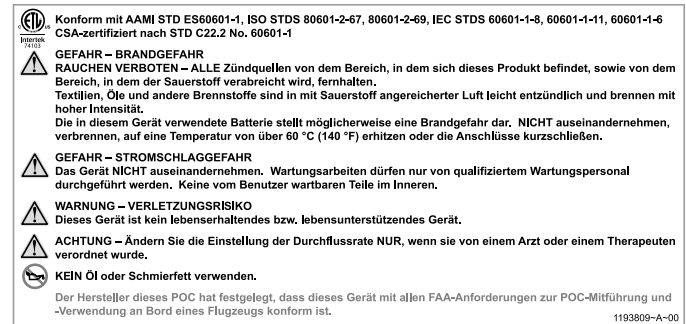 Konform mit AAMI STD ES60601-1, ISO STDS 80601-2-67, 80601-2-69, IEC STDS 60601-1-8, 60601-1-11, 60601-1-6
CSA-zertifiziert nach STD C22.2 No. 60601-1
ETL
c us
Intertek
74103
GEFAHR – BRANDGEFAHR
RAUCHEN VERBOTEN – ALLE Zündquellen von dem Bereich, in dem sich dieses Produkt befindet, sowie von dem
Bereich, in dem der Sauerstoff verabreicht wird, fernhalten.
Textilien, Öle und andere Brennstoffe sind in mit Sauerstoff angereicherter Luft leicht entzündlich und brennen mit
hoher Intensität.
Die in diesem Gerät verwendete Batterie stellt möglicherweise eine Brandgefahr dar. NICHT auseinandernehmen,
verbrennen, auf eine Temperatur von über 60 °C (140 °F) erhitzen oder die Anschlüsse kurzschließen.
GEFAHR – STROMSCHLAGGEFAHR
Das Gerät NICHT auseinandernehmen. Wartungsarbeiten dürfen nur von qualifiziertem Wartungspersonal
durchgeführt werden. Keine vom Benutzer wartbaren Teile im Inneren.
WARNUNG – VERLETZUNGSRISIKO
Dieses Gerät ist kein lebenserhaltendes bzw. lebensunterstützendes Gerät.
ACHTUNG – Ändern Sie die Einstellung der Durchflussrate NUR, wenn sie von einem Arzt oder einem Therapeuten
verordnet wurde.
KEIN Öl oder Schmierfett verwenden.
Der Hersteller dieses POC hat festgelegt, dass dieses Gerät mit allen FAA-Anforderungen zur POC-Mitführung und
-Verwendung an Bord eines Flugzeugs konform ist.
1193809~A~00